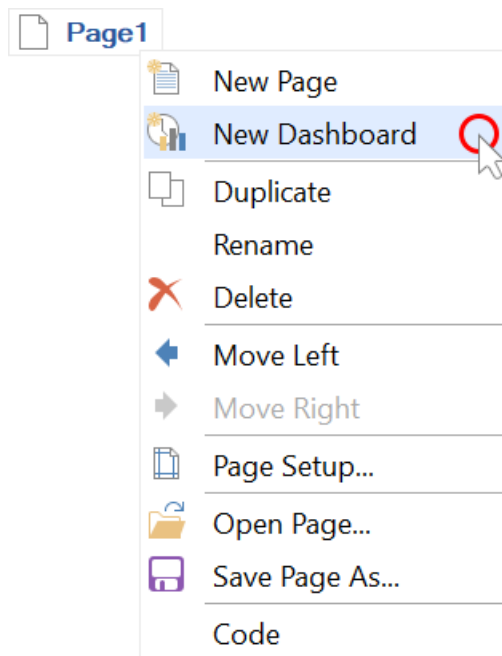 Page1
New Page
New Dashboard
Duplicate
Rename
Delete
Move Left
Move Right
Page Setup...
Open Page...
Save Page As...
Code